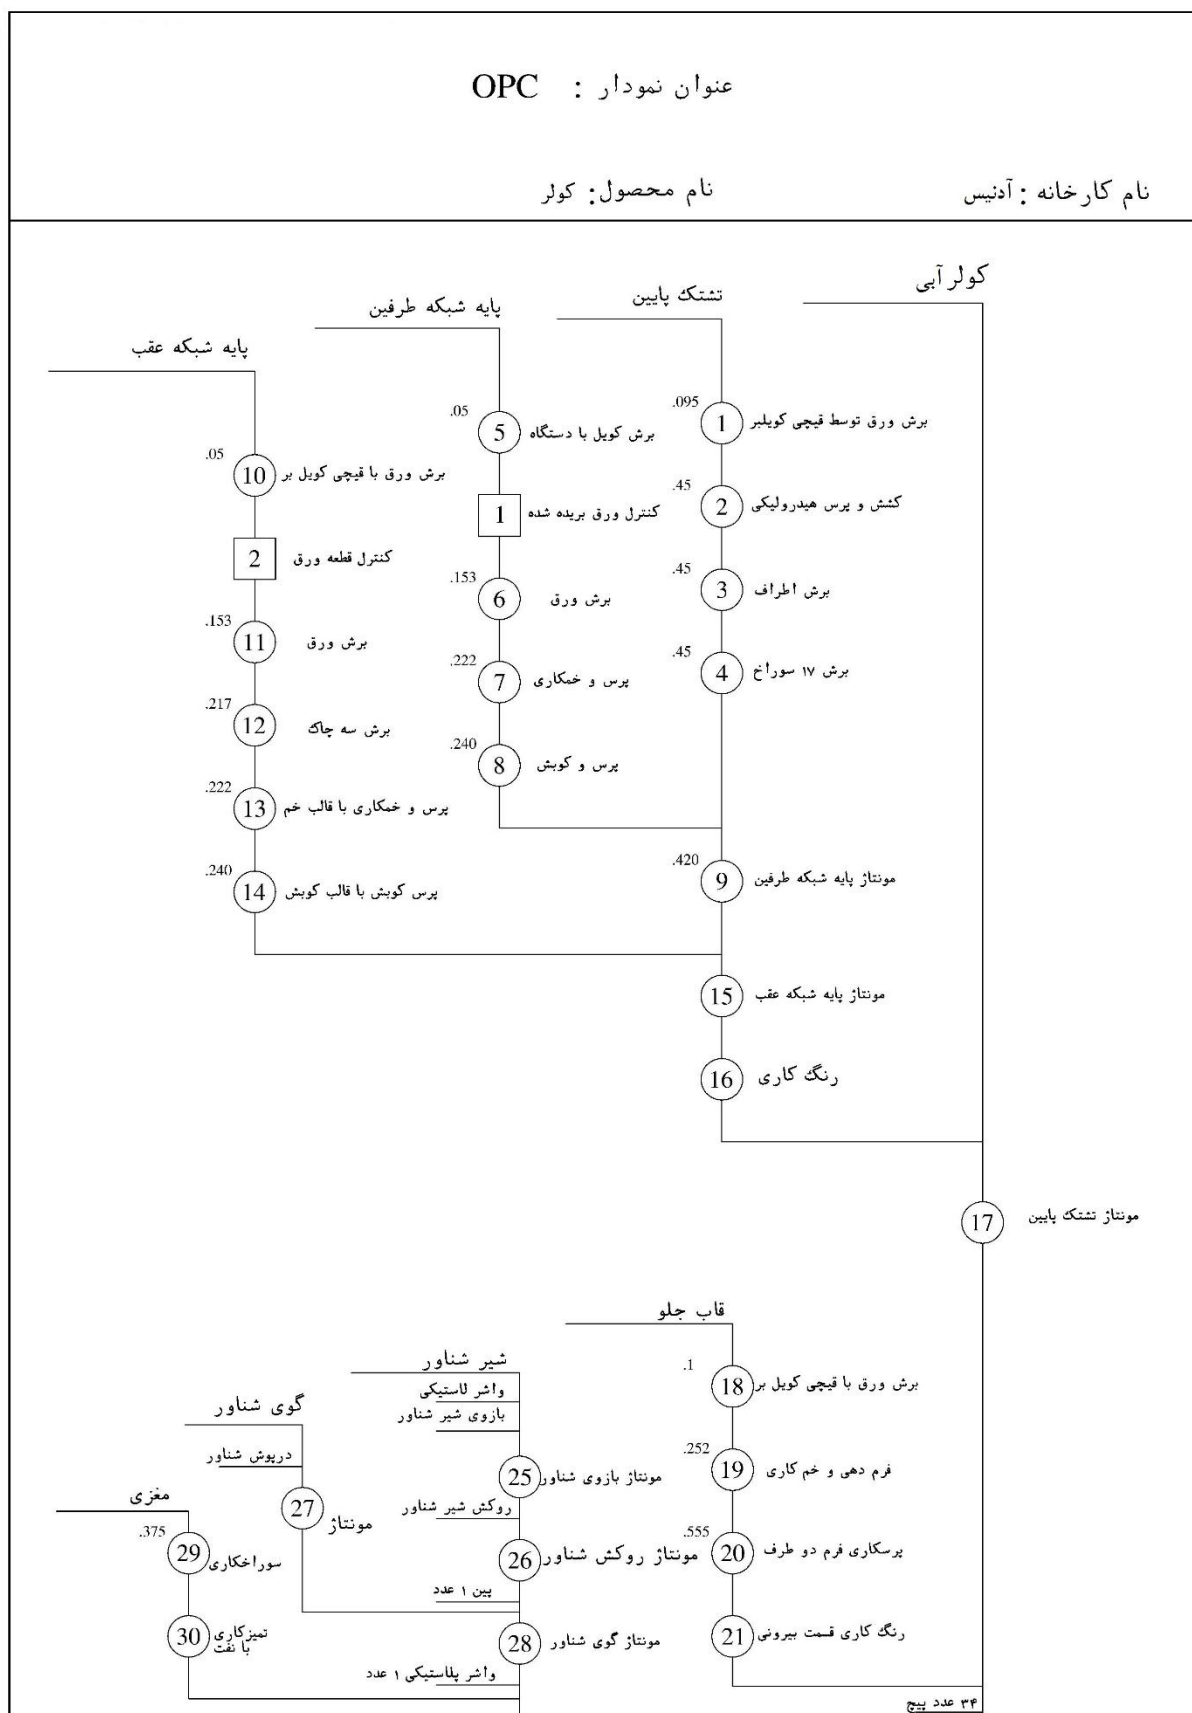 عنوان نمودار : OPC
نام کارخانه : آدنیس
نام محصول: کولر
کولر آبی
تشتک پایین
پایه شبکه طرفین
پایه شبکه عقب
.095
1
برش ورق توسط قیچی کویلبر
.45
2
کشش و پرس هیدرولیکی
.45
3
برش اطراف
.45
4
برش ۱۷ سوراخ
.05
5
برش کویل با دستگاه
1
کنترل ورق بریده شده
.153
6
برش ورق
.222
7
پرس و خمکاری
.240
8
پرس و کوبش
.420
9
مونتاژ پایه شبکه طرفین
.05
10
برش ورق با قیچی کویل بر
2
کنترل قطعه ورق
.153
11
برش ورق
.217
12
برش سه چاک
.222
13
پرس و خمکاری با قالب خم
.240
14
پرس کوبش با قالب کوبش
15
مونتاژ پایه شبکه عقب
16
رنگ کاری
17
مونتاژ تشتک پایین
قاب جلو
.1
18
برش ورق با قیچی کویل بر
.252
19
فرم دهی و خم کاری
.555
20
پرسکاری فرم دو طرف
21
رنگ کاری قسمت بیرونی
۳۴ عدد پیچ
شیر شناور
واشر لاستیکی
بازوی شیر شناور
25
مونتاژ بازوی شناور
روکش شیر شناور
26
مونتاژ روکش شناور
پین ۱ عدد
گوی شناور
درپوش شناور
27
مونتاژ
28
مونتاژ گوی شناور
واشر پلاستیکی ۱ عدد
مغزی
.375
29
سوراخکاری
30
تمیزکاری
با نفت